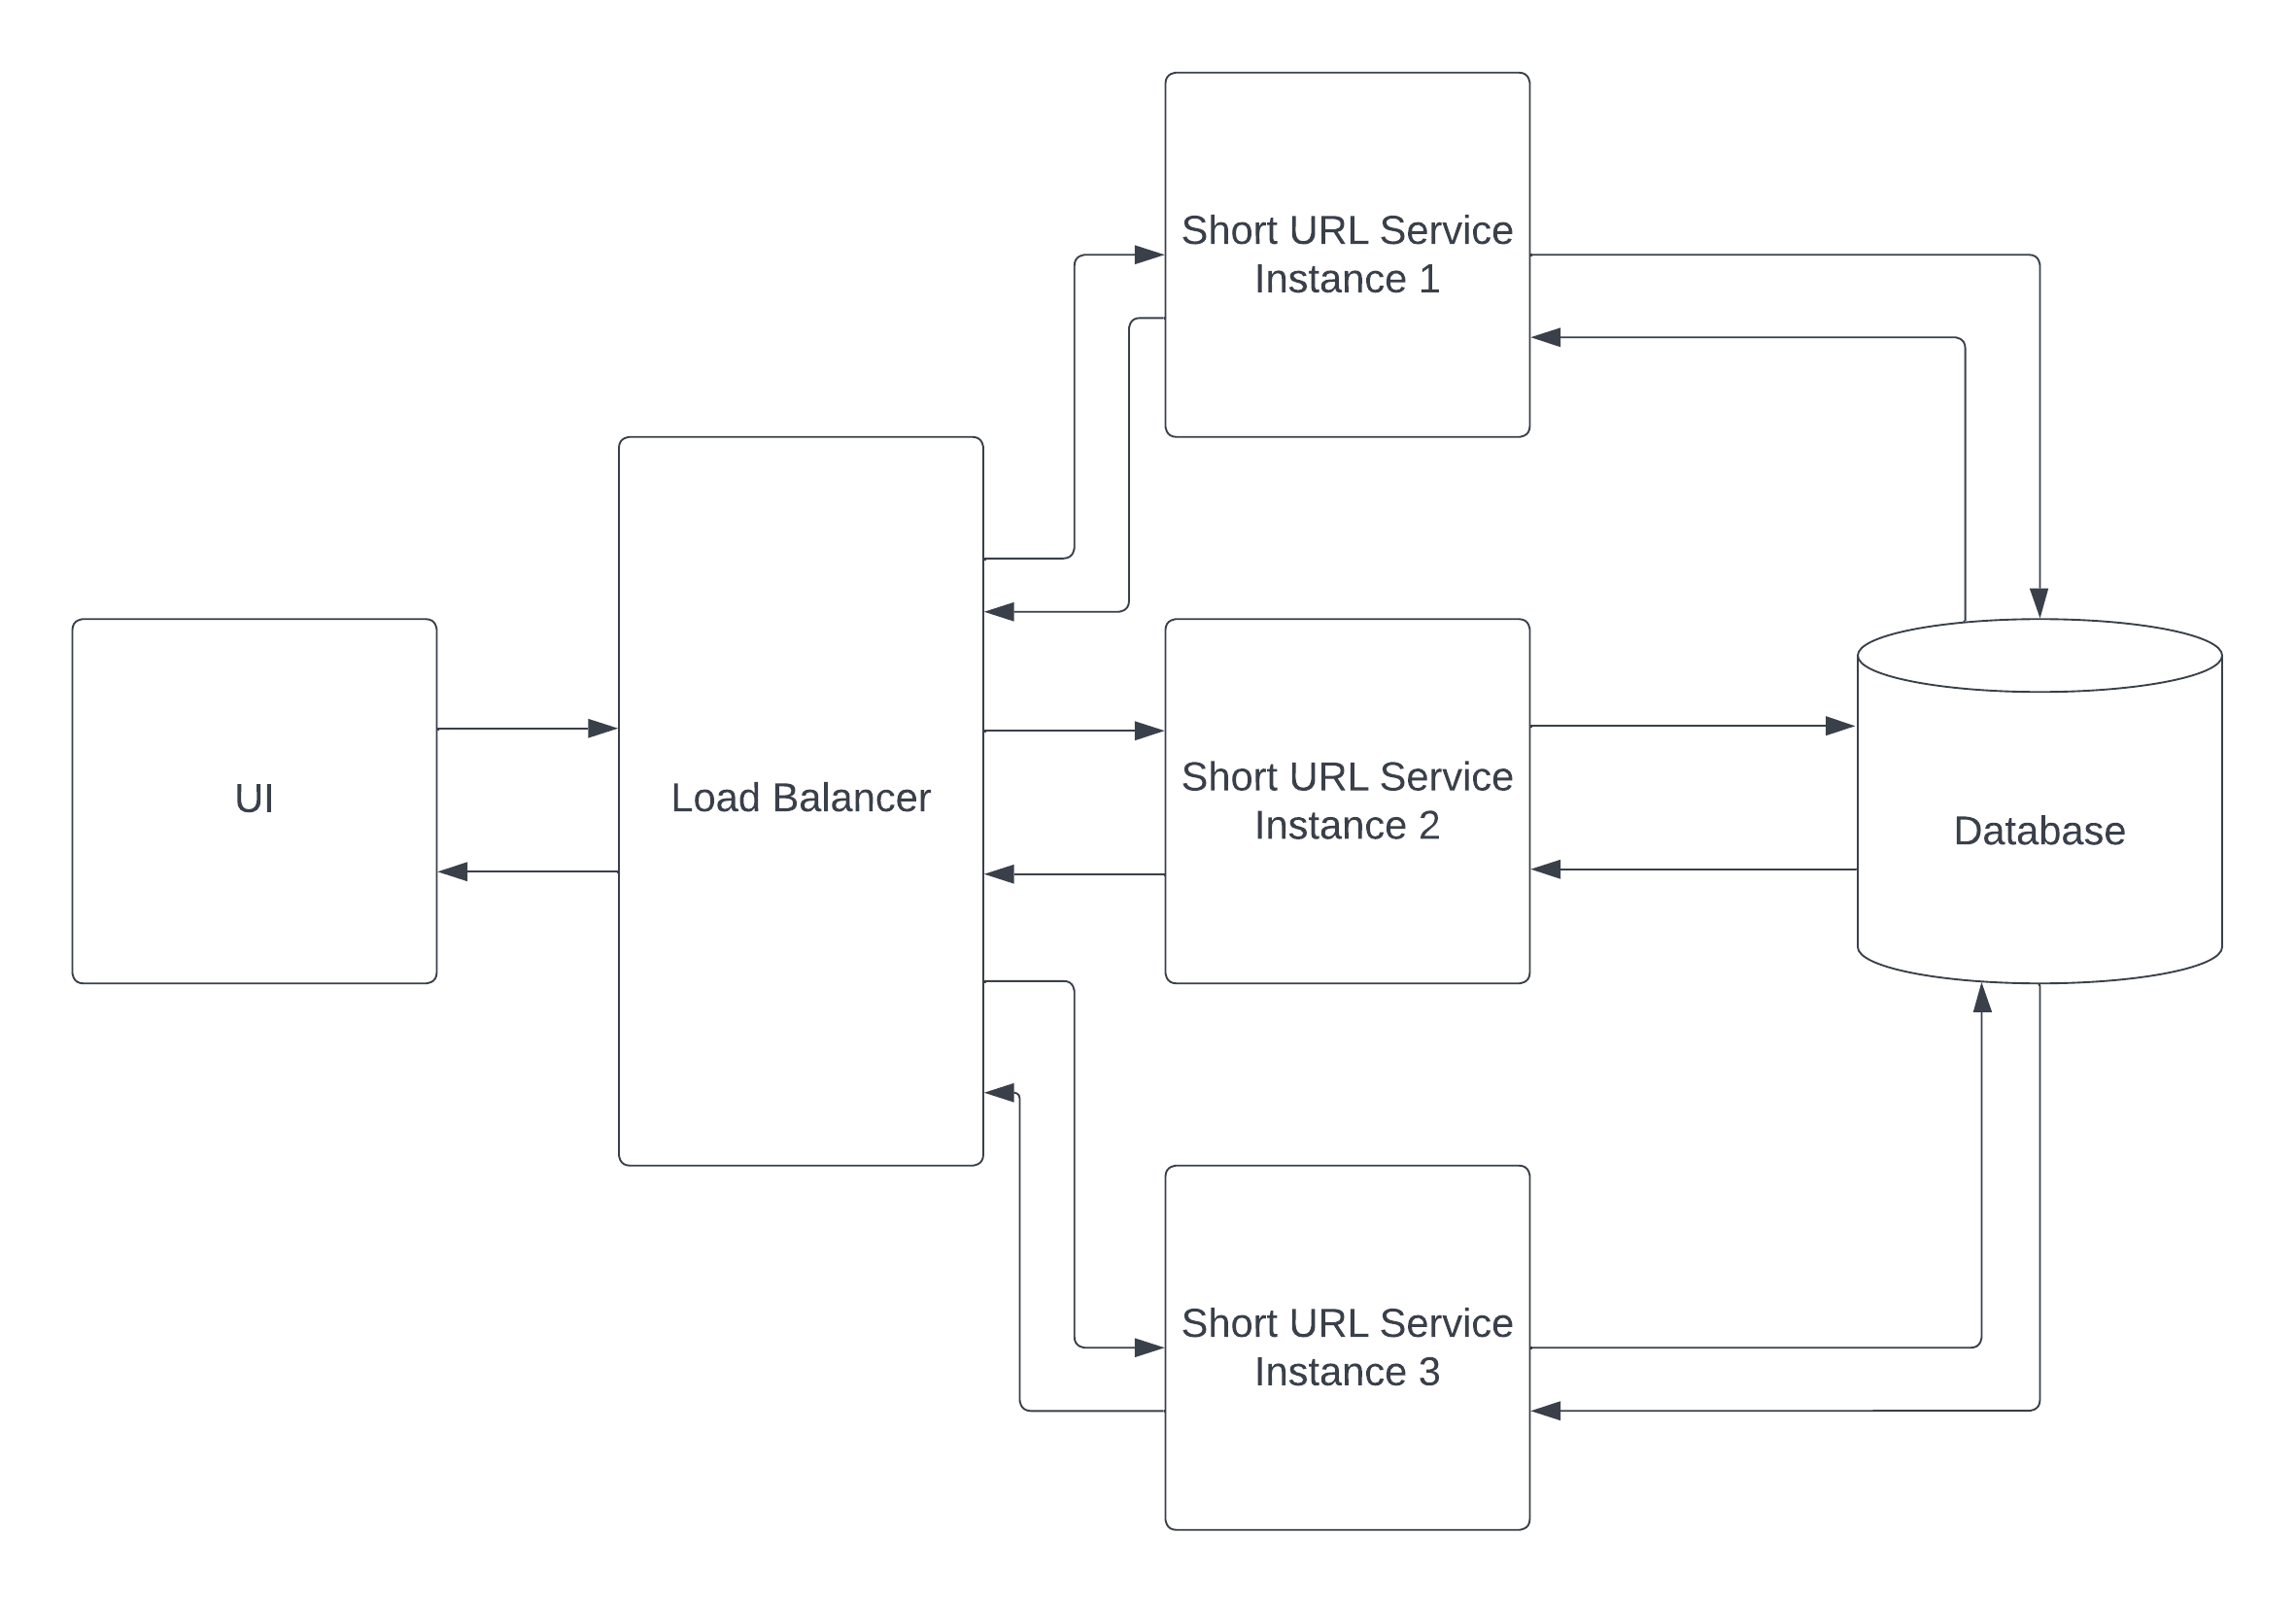 UI
Load Balancer
Short URL Service
Instance 1
Short URL Service
Instance 2
Short URL Service
Instance 3
Database